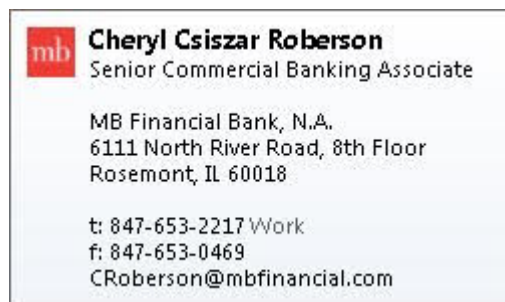 mb
Cheryl Csiszar Roberson
Senior Commercial Banking Associate
MB Financial Bank, N.A.
6111 North River Road, 8th Floor
Rosemont, IL 60018
t: 847-653-2217 Work
f: 847-653-0469
CRoberson@mbfinancial.com